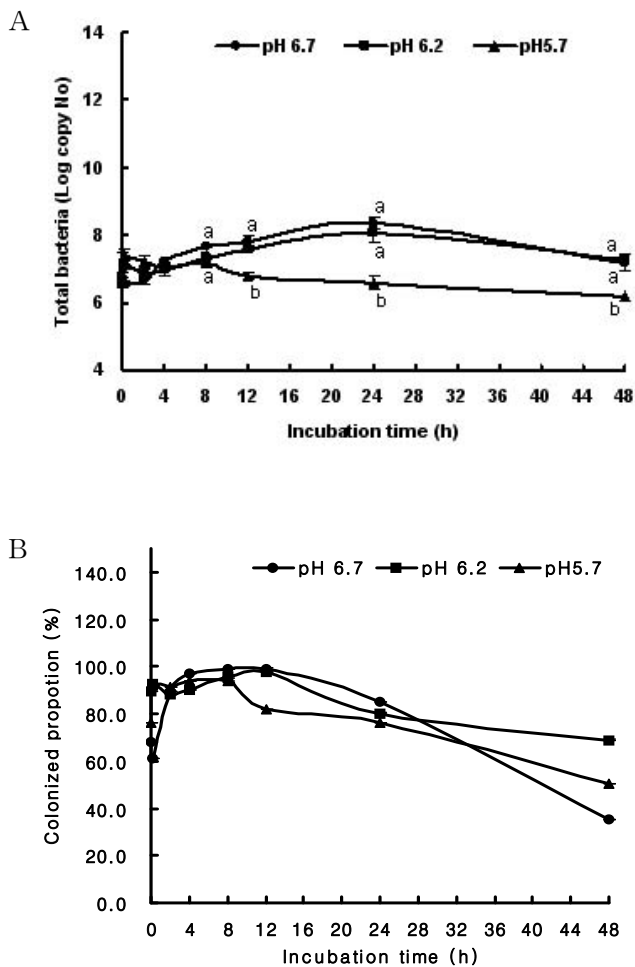 A
14
pH 6.7 pH 6.2 pH5.7
12
10
8
6
4
Total bacteria (Log copy No)
a a a a
a a a
b b b
0 4 8 12 16 20 24 28 32 36 40 44 48
Incubation time (h)
B
140.0
pH 6.7 pH 6.2 pH5.7
120.0
100.0
80.0
60.0
40.0
20.0
0.0
Colonized propotion (%)
0 4 8 12 16 20 24 28 32 36 40 44 48
Incubation time (h)